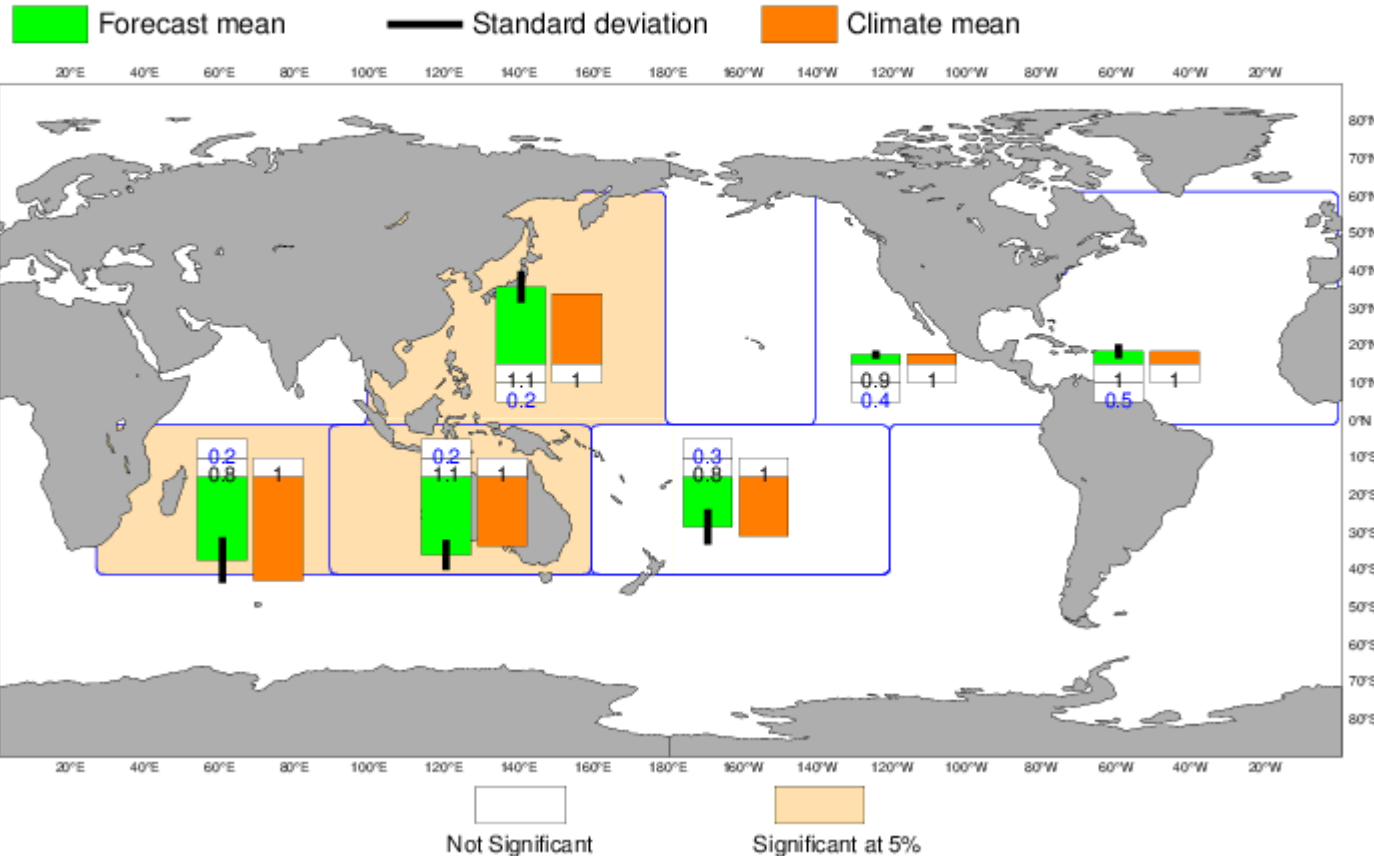 Forecast mean Standard deviation Climate mean
20°E 40°E 60°E 80°E 100°E 120°E 140°E 160°E 180°E 160°W 140°W 120°W 100°W 80°W 60°W 40°W 20°W
80°N
70°N
60°N
50°N
40°N
30°N
20°N
1.1 1 0.9 1 1 1
10°N
0.2 0.4 0.5
0°N
0.2 0.2 0.3
10°S
0.8 1 1.1 1 0.8 1
20°S
30°S
40°S
50°S
60°S
70°S
80°S
20°E 40°E 60°E 80°E 100°E 120°E 140°E 160°E 180°E 160°W 140°W 120°W 100°W 80°W 60°W 40°W 20°W
Not Significant Significant at 5%